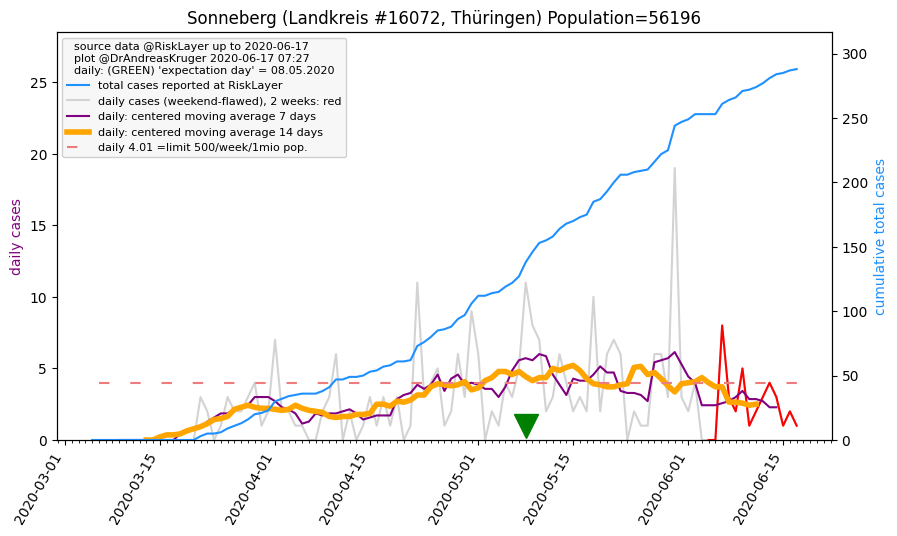 Sonneberg (Landkreis #16072, Thüringen) Population=56196
source data @RiskLayer up to 2020-06-17
plot @DrAndreasKruger 2020-06-17 07:27
daily: (GREEN) 'expectation day' = 08.05.2020
total cases reported at RiskLayer
daily cases (weekend-flawed), 2 weeks: red
daily: centered moving average 7 days
daily: centered moving average 14 days
daily 4.01 =limit 500/week/1mio pop.
daily cases
25
20
15
10
5
0
cumulative total cases
300
250
200
150
100
50
0
2020-03-01
2020-03-15
2020-04-01
2020-04-15
2020-05-01
2020-05-15
2020-06-01
2020-06-15